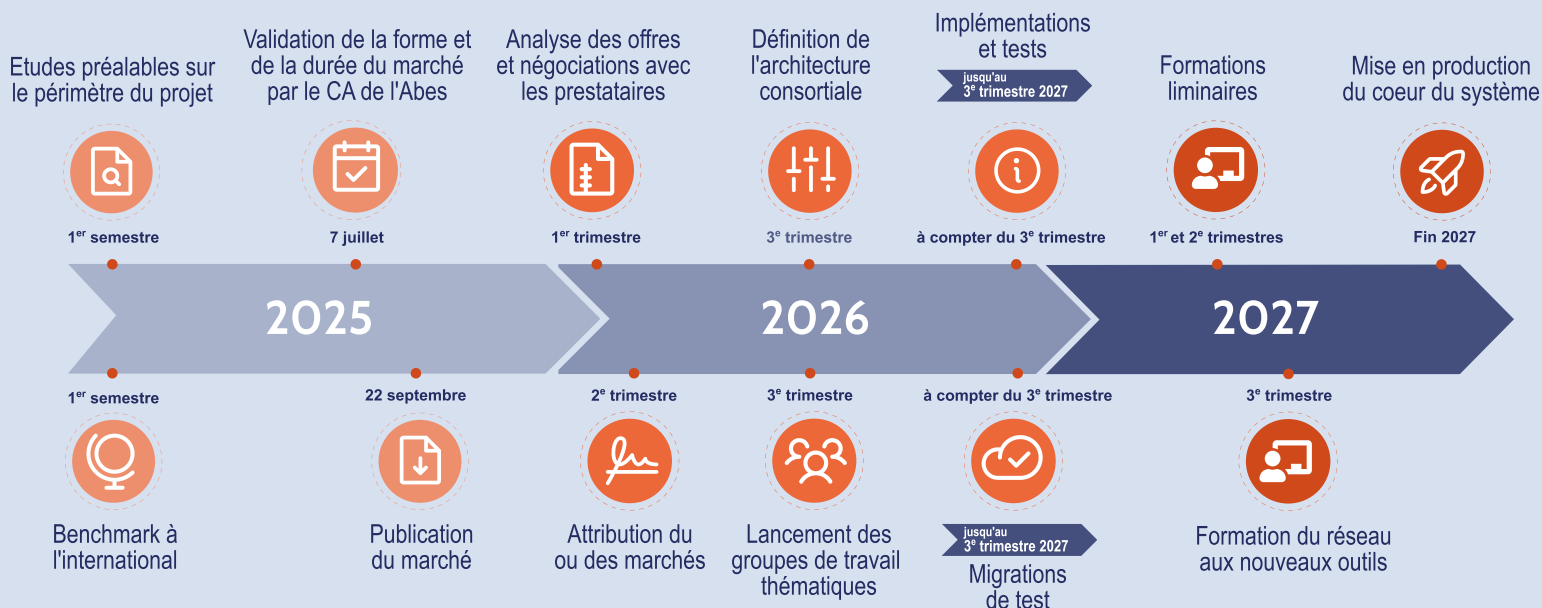 Etudes préalables sur
le périmètre du projet
1er semestre
Validation de la forme et
de la durée du marché
par le CA de l'Abes
7 juillet
Analyse des offres
et négociations avec
les prestataires
1er trimestre
Définition de
l'architecture
consortiale
3e trimestre
Implémentations
et tests
jusqu'au
3e trimestre 2027
à compter du 3e trimestre
Formations
liminaires
1er et 2e trimestres
Mise en production
du coeur du système
Fin 2027
2025
2026
2027
1er semestre
Benchmark à
l'international
22 septembre
Publication
du marché
2e trimestre
Attribution du
ou des marchés
3e trimestre
Lancement des
groupes de travail
thématiques
à compter du 3e trimestre
jusqu'au
3e trimestre 2027
Migrations
de test
3e trimestre
Formation du réseau
aux nouveaux outils